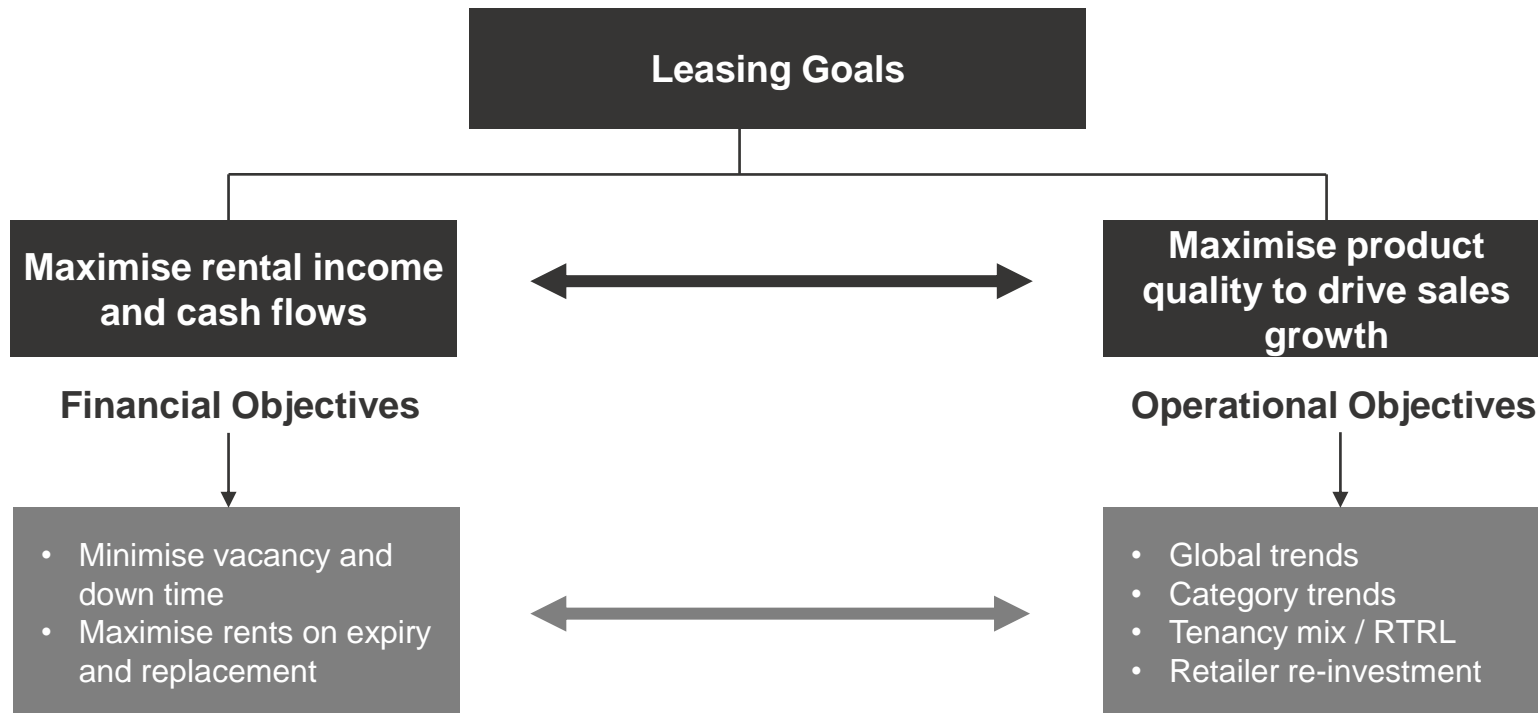 Leasing Goals
Maximise rental income
and cash flows
Maximise product
quality to drive sales
growth
Financial Objectives
Operational Objectives
• Minimise vacancy and
down time
• Maximise rents on expiry
and replacement
• Global trends
• Category trends
• Tenancy mix / RTRL
• Retailer re-investment